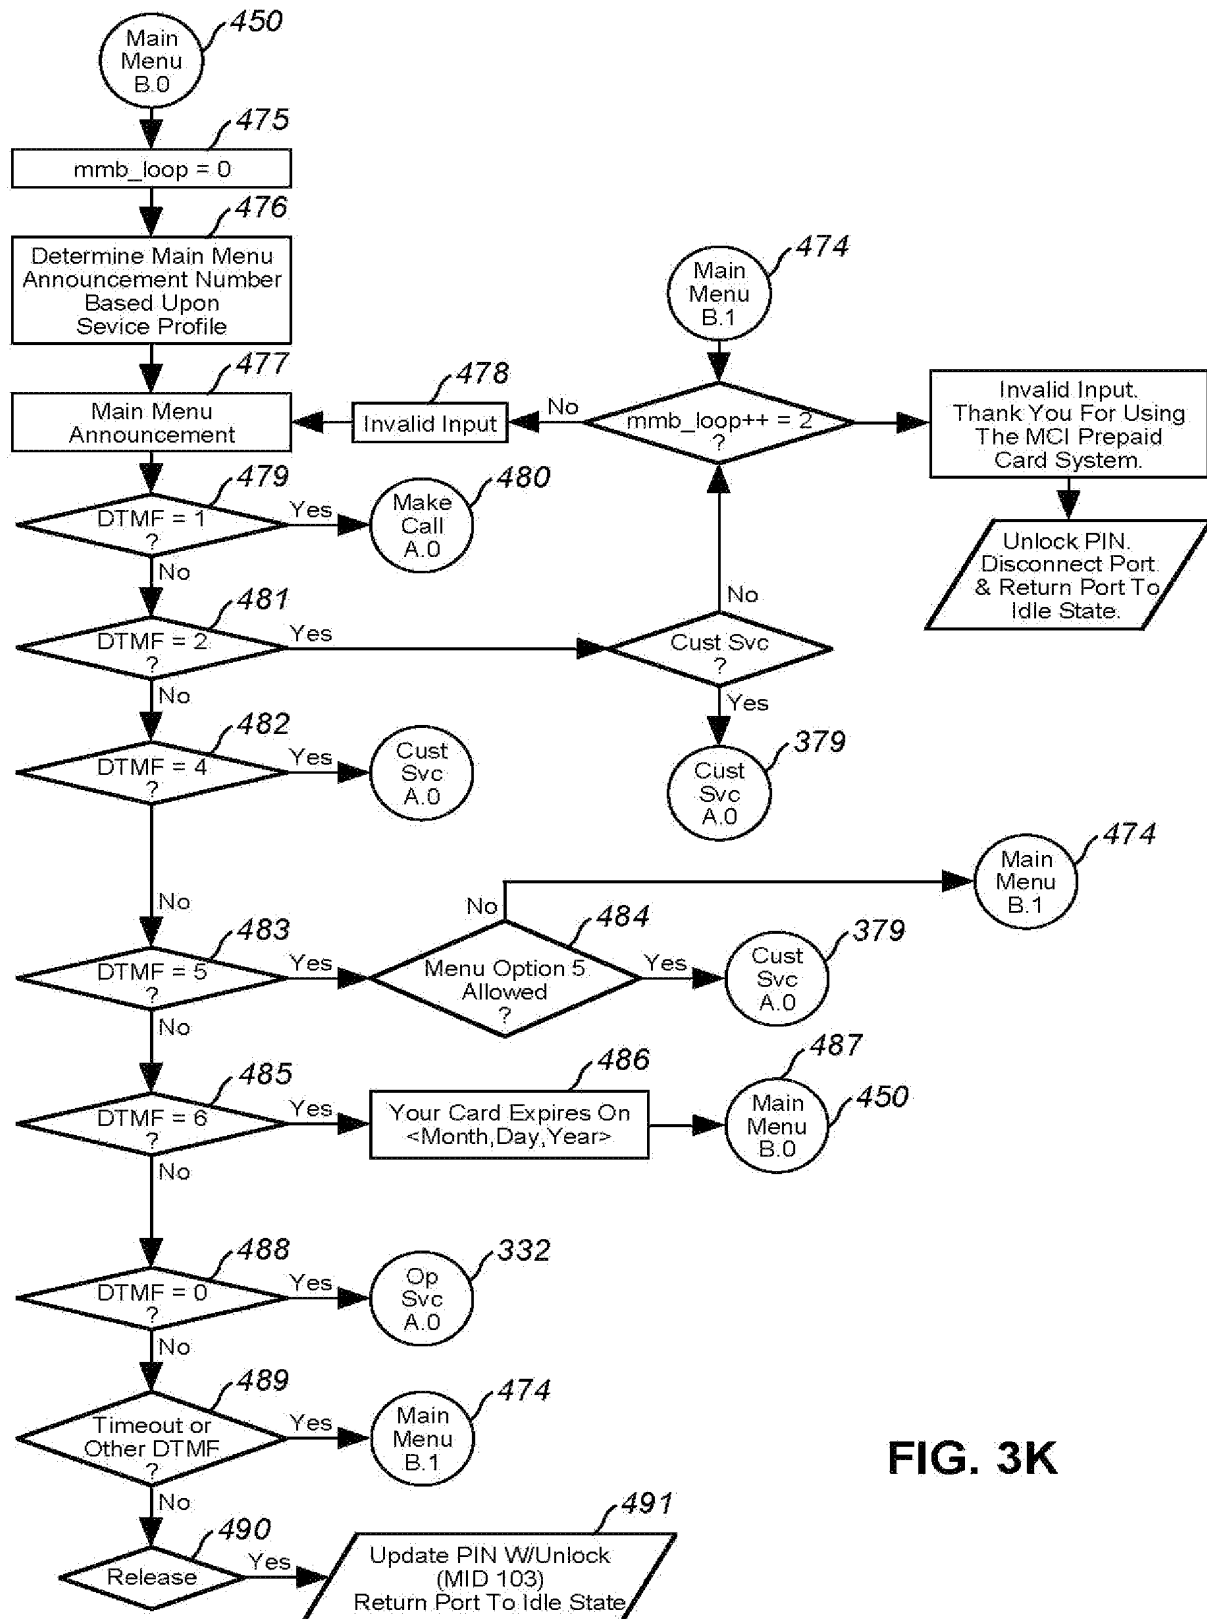 Main
Menu
B.0
450
475
mmb_loop = 0
476
Determine Main Menu
Announcement Number
Based Upon
Sevice Profile
474
Main
Menu
B.1
477
Main Menu
Announcement
478
Invalid Input
No
mmb_loop++ = 2
?
Invalid Input.
Thank You For Using
The MCI Prepaid
Card System.
479
DTMF = 1
?
Yes
480
Make
Call
A.0
No
Unlock PIN.
Disconnect Port
& Return Port To
Idle State.
481
DTMF = 2
?
Yes
No
Cust Svc
?
No
Yes
482
DTMF = 4
?
Yes
Cust
Svc
A.0
379
Cust
Svc
A.0
No
474
Main
Menu
B.1
483
DTMF = 5
?
Yes
No
484
Menu Option 5
Allowed
?
Yes
379
Cust
Svc
A.0
No
485
DTMF = 6
?
Yes
486
Your Card Expires On
<Month,Day,Year>
487
450
Main
Menu
B.0
No
488
DTMF = 0
?
Yes
332
Op
Svc
A.0
No
489
Timeout or
Other DTMF
?
Yes
474
Main
Menu
B.1
No
FIG. 3K
490
Release
Yes
491
Update PIN W/Unlock
(MID 103)
Return Port To Idle State